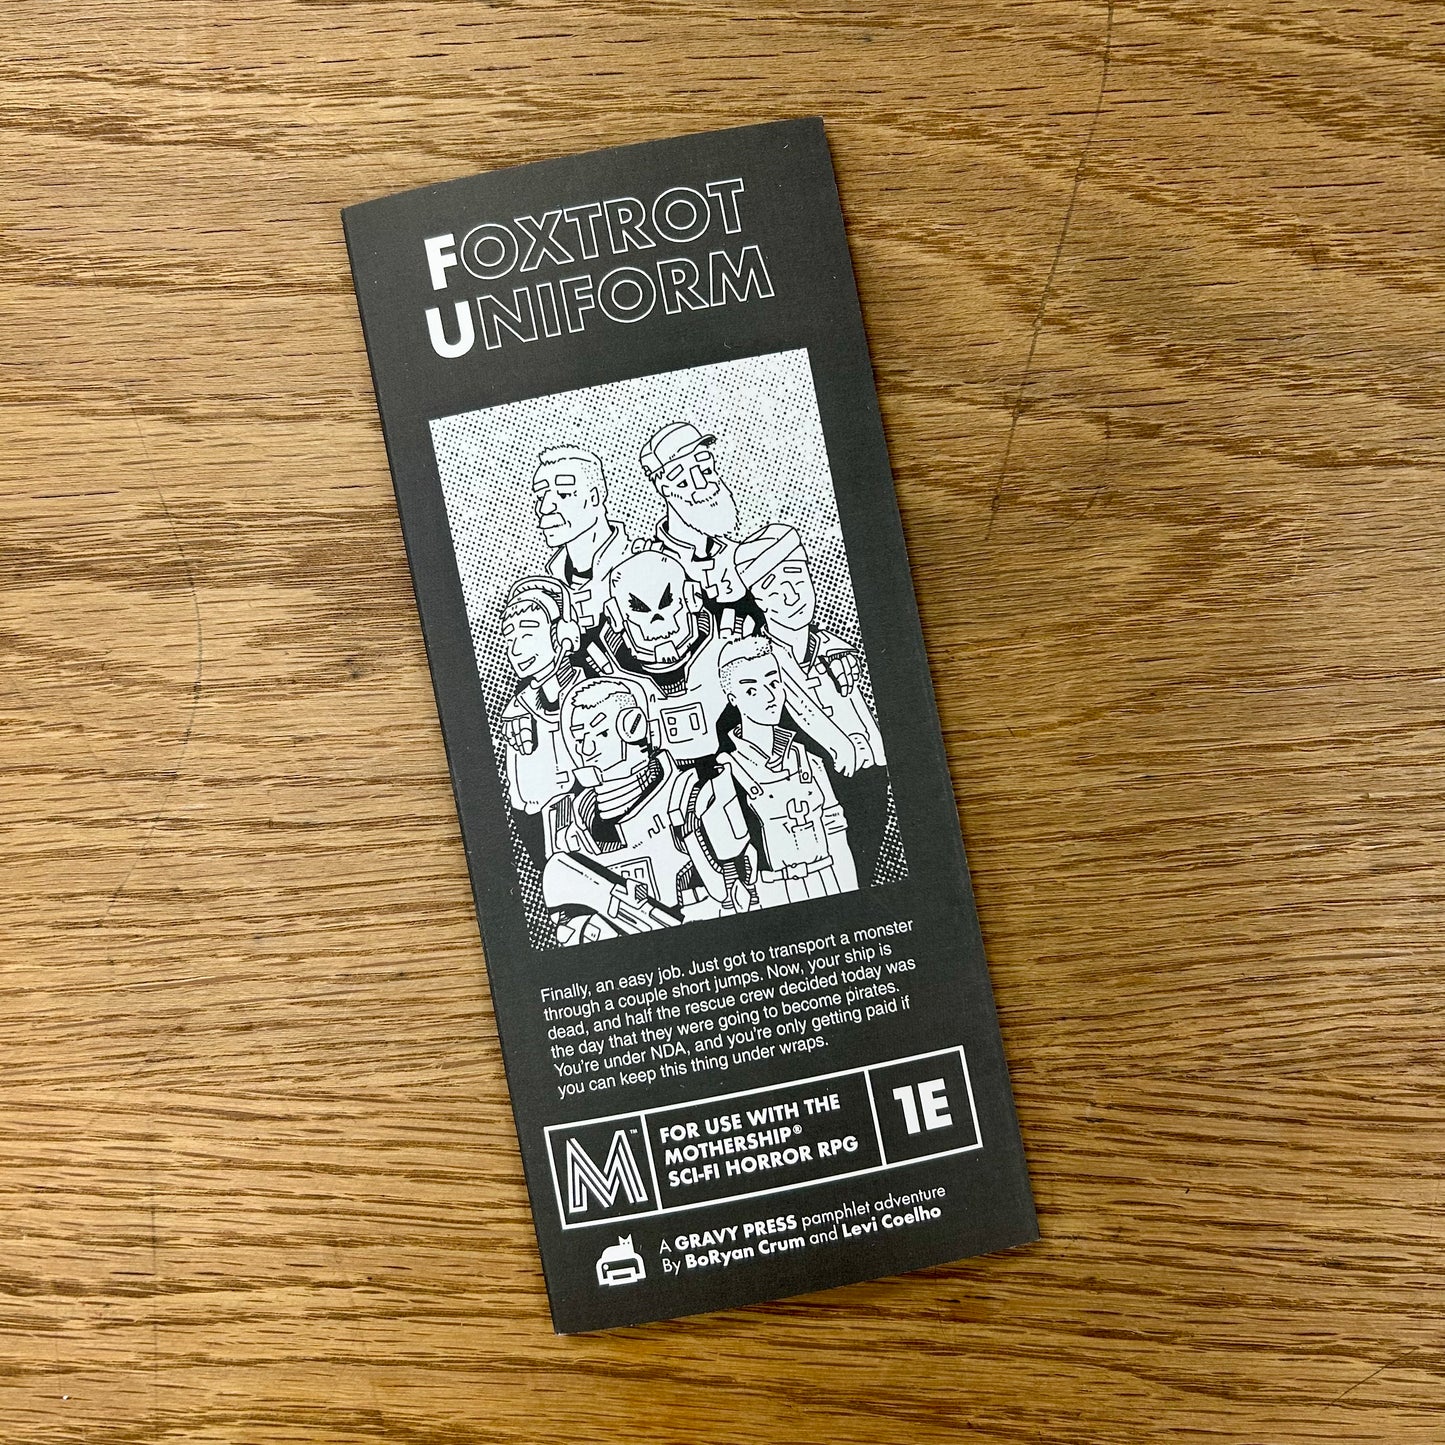 FOXTROT
UNIFORM
Finally, an easy job. Just got to transport a monster
through a couple short jumps. Now, your ship is
dead, and half the rescue crew decided today was
the day that they were going to become pirates.
You're under NDA, and you're only getting paid if
you can keep this thing under wraps.
M™
FOR USE WITH THE
MOTHERSHIP®
SCI-FI HORROR RPG
1E
A GRAVY PRESS pamphlet adventure
By BoRyan Crum and Levi Coelho